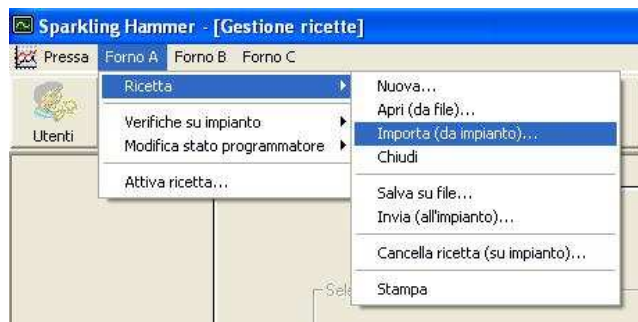 Sparkling Hammer - [Gestione ricette]
Pressa Forno A Forno B Forno C
Utenti
Ricetta
Verifiche su impianto
Modifica stato programmatore
Attiva ricetta...
Nuova...
Apri (da file)...
Importa (da impianto)...
Chiudi
Salva su file...
Invia (all'impianto)...
Cancella ricetta (su impianto)...
Stampa